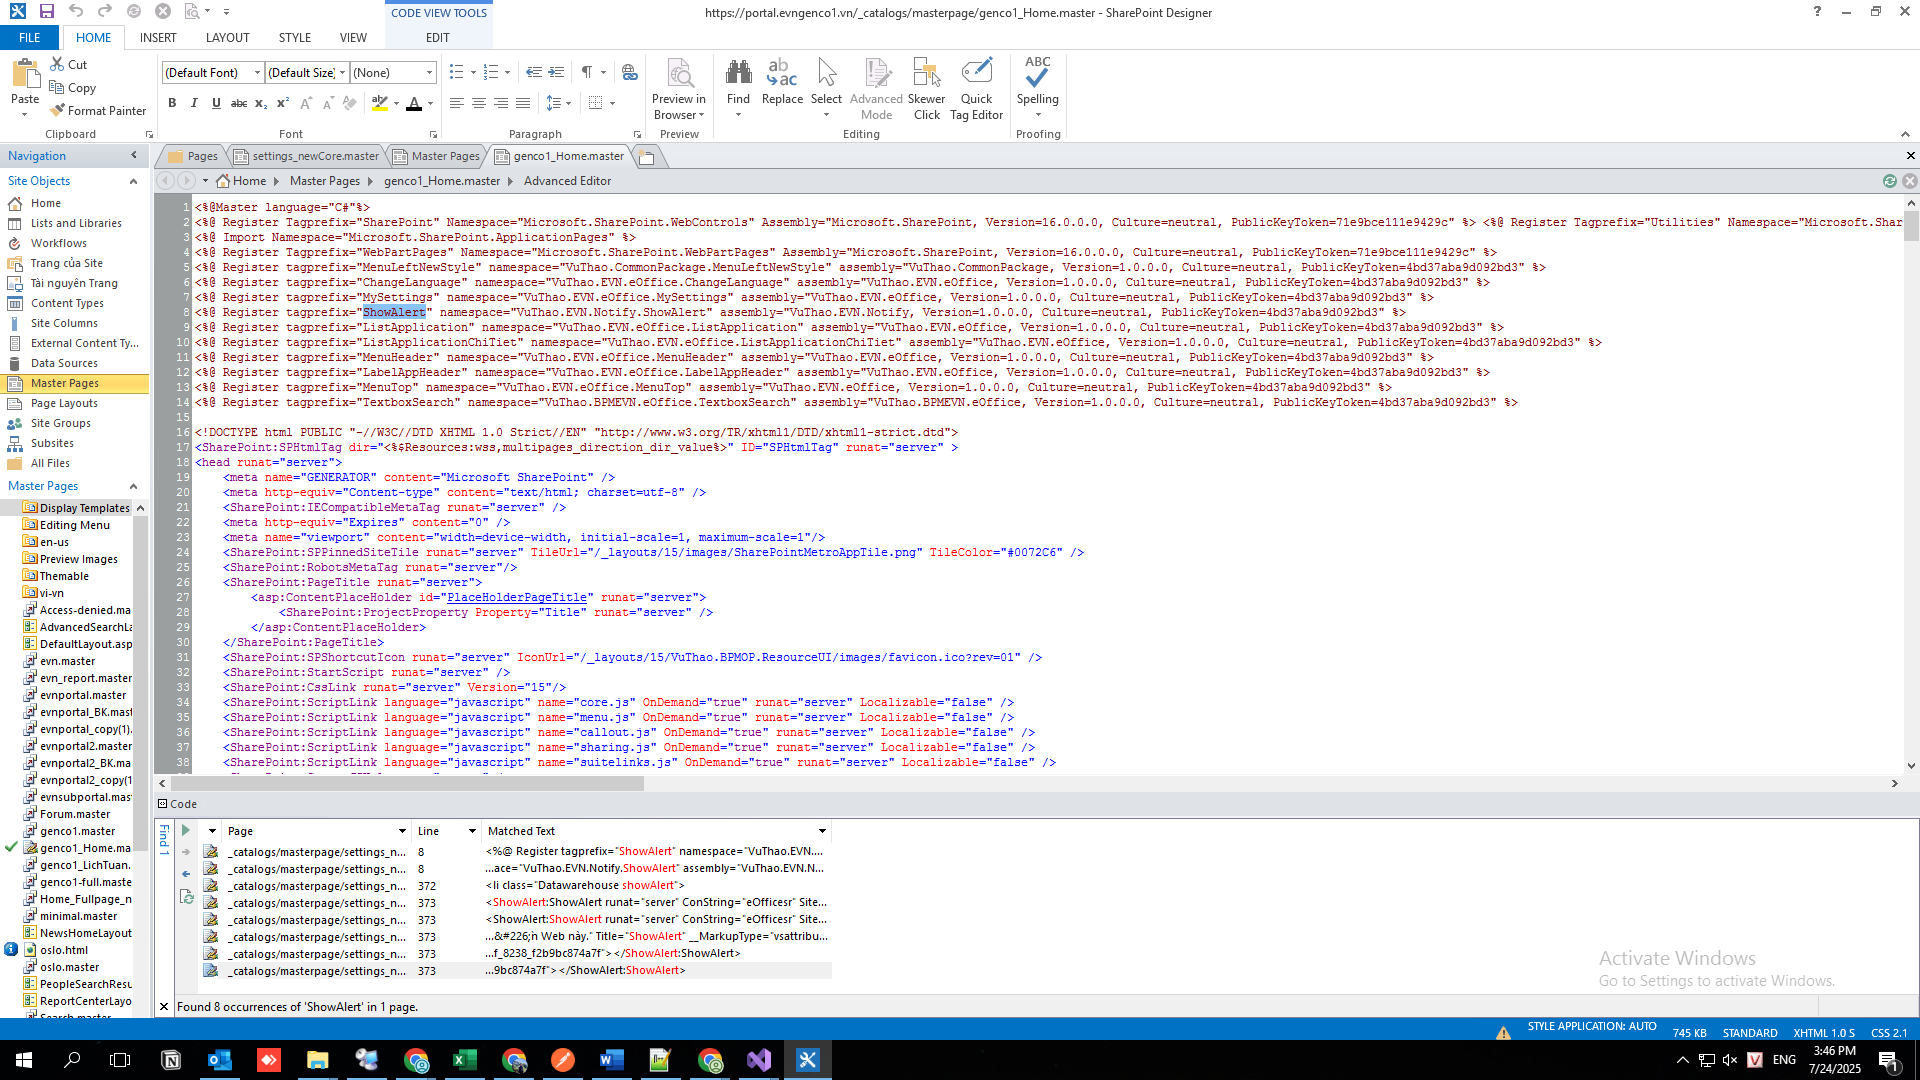 CODE VIEW TOOLS
https://portal.evngenco1.vn/_catalogs/masterpage/genco1_Home.master - SharePoint Designer
FILE HOME INSERT LAYOUT STYLE VIEW EDIT
Paste
Cut
Copy
Format Painter
Clipboard
(Default Font) (Default Size) (None)
Font
Paragraph
Preview in Browser
Preview
Find
Replace
Select
Advanced Mode
Skewer Click
Quick Tag Editor
Editing
ABC
Spelling
Proofing
Navigation
Site Objects
Home
Lists and Libraries
Workflows
Trang của Site
Tài nguyên Trang
Content Types
Site Columns
External Content Ty...
Data Sources
Master Pages
Page Layouts
Site Groups
Subsites
All Files
Master Pages
Display Templates
Editing Menu
en-us
Preview Images
Themable
vi-vn
Access-denied.ma
AdvancedSearchLa
DefaultLayout.asp
evn.master
evn_report.master
evnportal.master
evnportal_BK.mast
evnportal_copy(1).
evnportal2.master
evnportal2_BK.ma
evnportal2_copy(1
evnsubportal.mast
Forum.master
genco1.master
genco1_Home.ma
genco1_LichTuan.
genco1-full.maste
Home_Fullpage_n
minimal.master
NewsHomeLayout
oslo.html
oslo.master
PeopleSearchResu
ReportCenterLayo
Search.master
Pages settings_newCore.master Master Pages genco1_Home.master
Home Master Pages genco1_Home.master Advanced Editor
1 <%@Master language="C#"%>
2 <%@ Register Tagprefix="SharePoint" Namespace="Microsoft.SharePoint.WebControls" Assembly="Microsoft.SharePoint, Version=16.0.0.0, Culture=neutral, PublicKeyToken=71e9bce111e9429c" %> <%@ Register Tagprefix="Utilities" Namespace="Microsoft.Shar
3 <%@ Import Namespace="Microsoft.SharePoint.ApplicationPages" %>
4 <%@ Register Tagprefix="WebPartPages" Namespace="Microsoft.SharePoint.WebPartPages" Assembly="Microsoft.SharePoint, Version=16.0.0.0, Culture=neutral, PublicKeyToken=71e9bce111e9429c" %>
5 <%@ Register tagprefix="MenuLeftNewStyle" namespace="VuThao.CommonPackage.MenuLeftNewStyle" assembly="VuThao.CommonPackage, Version=1.0.0.0, Culture=neutral, PublicKeyToken=4bd37aba9d092bd3" %>
6 <%@ Register tagprefix="ChangeLanguage" namespace="VuThao.EVN.eOffice.ChangeLanguage" assembly="VuThao.EVN.eOffice, Version=1.0.0.0, Culture=neutral, PublicKeyToken=4bd37aba9d092bd3" %>
7 <%@ Register tagprefix="MySettings" namespace="VuThao.EVN.eOffice.MySettings" assembly="VuThao.EVN.eOffice, Version=1.0.0.0, Culture=neutral, PublicKeyToken=4bd37aba9d092bd3" %>
8 <%@ Register tagprefix="ShowAlert" namespace="VuThao.EVN.Notify.ShowAlert" assembly="VuThao.EVN.Notify, Version=1.0.0.0, Culture=neutral, PublicKeyToken=4bd37aba9d092bd3" %>
9 <%@ Register tagprefix="ListApplication" namespace="VuThao.EVN.eOffice.ListApplication" assembly="VuThao.EVN.eOffice, Version=1.0.0.0, Culture=neutral, PublicKeyToken=4bd37aba9d092bd3" %>
10 <%@ Register tagprefix="ListApplicationChiTiet" namespace="VuThao.EVN.eOffice.ListApplicationChiTiet" assembly="VuThao.EVN.eOffice, Version=1.0.0.0, Culture=neutral, PublicKeyToken=4bd37aba9d092bd3" %>
11 <%@ Register tagprefix="MenuHeader" namespace="VuThao.EVN.eOffice.MenuHeader" assembly="VuThao.EVN.eOffice, Version=1.0.0.0, Culture=neutral, PublicKeyToken=4bd37aba9d092bd3" %>
12 <%@ Register tagprefix="LabelAppHeader" namespace="VuThao.EVN.eOffice.LabelAppHeader" assembly="VuThao.EVN.eOffice, Version=1.0.0.0, Culture=neutral, PublicKeyToken=4bd37aba9d092bd3" %>
13 <%@ Register tagprefix="MenuTop" namespace="VuThao.EVN.eOffice.MenuTop" assembly="VuThao.EVN.eOffice, Version=1.0.0.0, Culture=neutral, PublicKeyToken=4bd37aba9d092bd3" %>
14 <%@ Register tagprefix="TextboxSearch" namespace="VuThao.BPMEVN.eOffice.TextboxSearch" assembly="VuThao.BPMEVN.eOffice, Version=1.0.0.0, Culture=neutral, PublicKeyToken=4bd37aba9d092bd3" %>
15
16 <!DOCTYPE html PUBLIC "-//W3C//DTD XHTML 1.0 Strict//EN" "http://www.w3.org/TR/xhtml1/DTD/xhtml1-strict.dtd">
17 <SharePoint:SPHtmlTag dir="<%$Resources:wss,multipages_direction_dir_value%>" ID="SPHtmlTag" runat="server" >
18 <head runat="server">
19 <meta name="GENERATOR" content="Microsoft SharePoint" />
20 <meta http-equiv="Content-type" content="text/html; charset=utf-8" />
21 <SharePoint:IECompatibleMetaTag runat="server" />
22 <meta http-equiv="Expires" content="0" />
23 <meta name="viewport" content="width=device-width, initial-scale=1, maximum-scale=1"/>
24 <SharePoint:SPPinnedSiteTile runat="server" TileUrl="/_layouts/15/images/SharePointMetroAppTile.png" TileColor="#0072C6" />
25 <SharePoint:RobotsMetaTag runat="server"/>
26 <SharePoint:PageTitle runat="server">
27 <asp:ContentPlaceHolder id="PlaceHolderPageTitle" runat="server">
28 <SharePoint:ProjectProperty Property="Title" runat="server" />
29 </asp:ContentPlaceHolder>
30 </SharePoint:PageTitle>
31 <SharePoint:SPShortcutIcon runat="server" IconUrl="/_layouts/15/VuThao.BPMOP.ResourceUI/images/favicon.ico?rev=01" />
32 <SharePoint:StartScript runat="server" />
33 <SharePoint:CssLink runat="server" Version="15"/>
34 <SharePoint:ScriptLink language="javascript" name="core.js" OnDemand="true" runat="server" Localizable="false" />
35 <SharePoint:ScriptLink language="javascript" name="menu.js" OnDemand="true" runat="server" Localizable="false" />
36 <SharePoint:ScriptLink language="javascript" name="callout.js" OnDemand="true" runat="server" Localizable="false" />
37 <SharePoint:ScriptLink language="javascript" name="sharing.js" OnDemand="true" runat="server" Localizable="false" />
38 <SharePoint:ScriptLink language="javascript" name="suitelinks.js" OnDemand="true" runat="server" Localizable="false" />
Code
Find 1
Page Line Matched Text
_catalogs/masterpage/settings_n... 8 <%@ Register tagprefix="ShowAlert" namespace="VuThao.EVN....
_catalogs/masterpage/settings_n... 8 ...ace="VuThao.EVN.Notify.ShowAlert" assembly="VuThao.EVN.N...
_catalogs/masterpage/settings_n... 372 <li class="Datawarehouse showAlert">
_catalogs/masterpage/settings_n... 373 <ShowAlert:ShowAlert runat="server" ConString="eOfficesr" Site...
_catalogs/masterpage/settings_n... 373 <ShowAlert:ShowAlert runat="server" ConString="eOfficesr" Site...
_catalogs/masterpage/settings_n... 373 ...&#226;̀n Web này." Title="ShowAlert" __MarkupType="vsattribu...
_catalogs/masterpage/settings_n... 373 ...f_8238_f2b9bc874a7f"></ShowAlert:ShowAlert>
_catalogs/masterpage/settings_n... 373 ...9bc874a7f"></ShowAlert:ShowAlert>
Found 8 occurrences of 'ShowAlert' in 1 page.
Activate Windows
Go to Settings to activate Windows.
STYLE APPLICATION: AUTO 745 KB STANDARD XHTML 1.0 S CSS 2.1
ENG
3:46 PM
7/24/2025
1